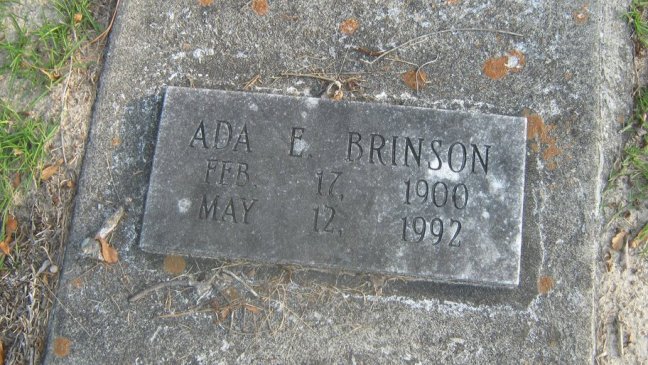 ADA E. BRINSON
FEB. 17, 1900
MAY 12, 1992